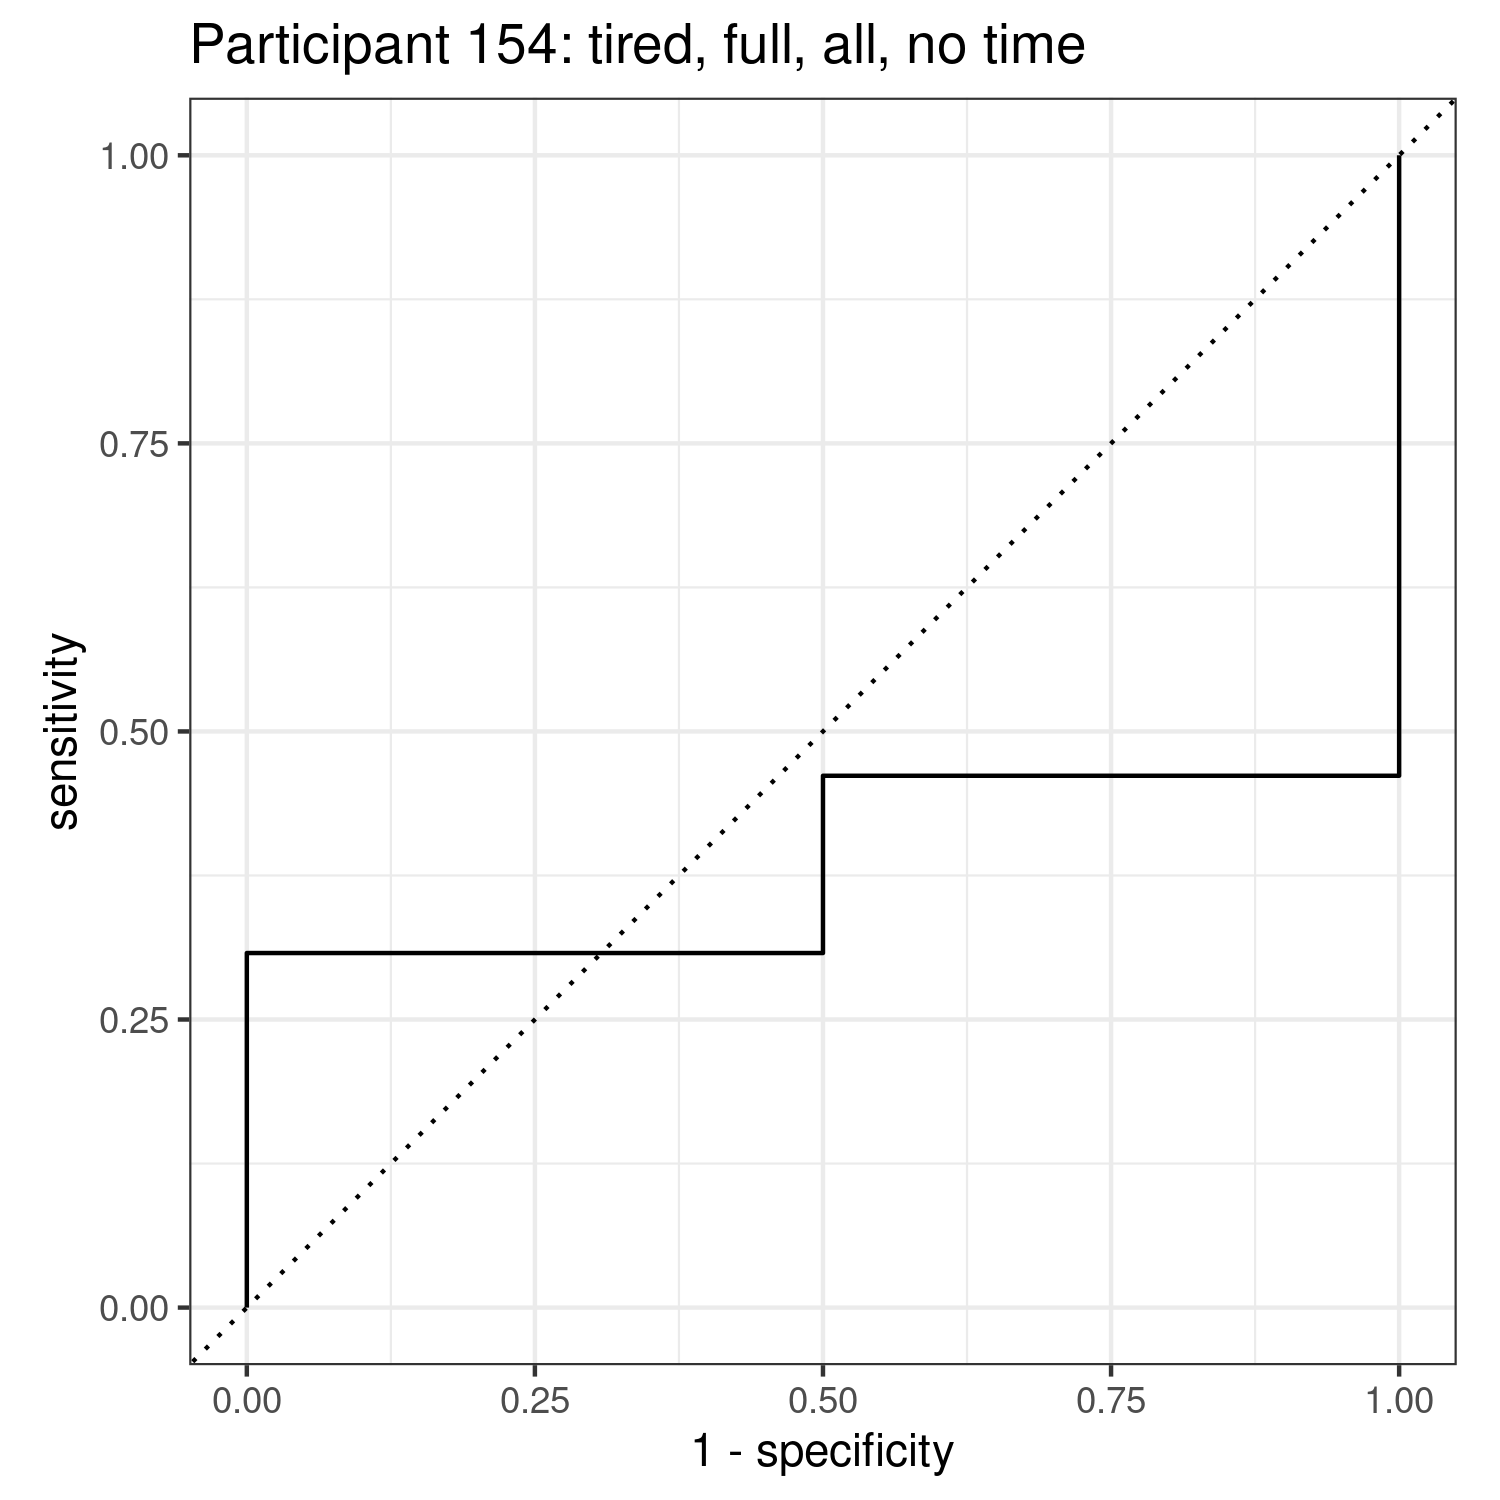 Participant 154: tired, full, all, no time
1.00
0.75
0.50
0.25
0.00
sensitivity
0.00 0.25 0.50 0.75 1.00
1 - specificity